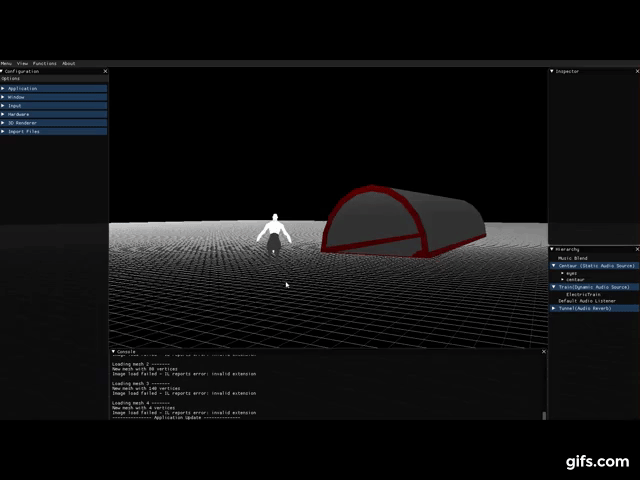 Menu View Functions About
Configuration
Inspector
Options
Application
Window
Input
Hardware
3D Renderer
Import Files
Hierarchy
Music Blend
Centaur (Static Audio Source)
eyes
centaur
Train(Dynamic Audio Source)
ElectricTrain
Default Audio Listener
Tunnel(Audio Reverb)
Console
Loading mesh 2 -------
New mesh with 80 vertices
Image load failed - IL reports error: invalid extension
Loading mesh 3 -------
New mesh with 140 vertices
Image load failed - IL reports error: invalid extension
Loading mesh 4 -------
New mesh with 4 vertices
Image load failed - IL reports error: invalid extension
-------------- Application Update --------------
gifs.com